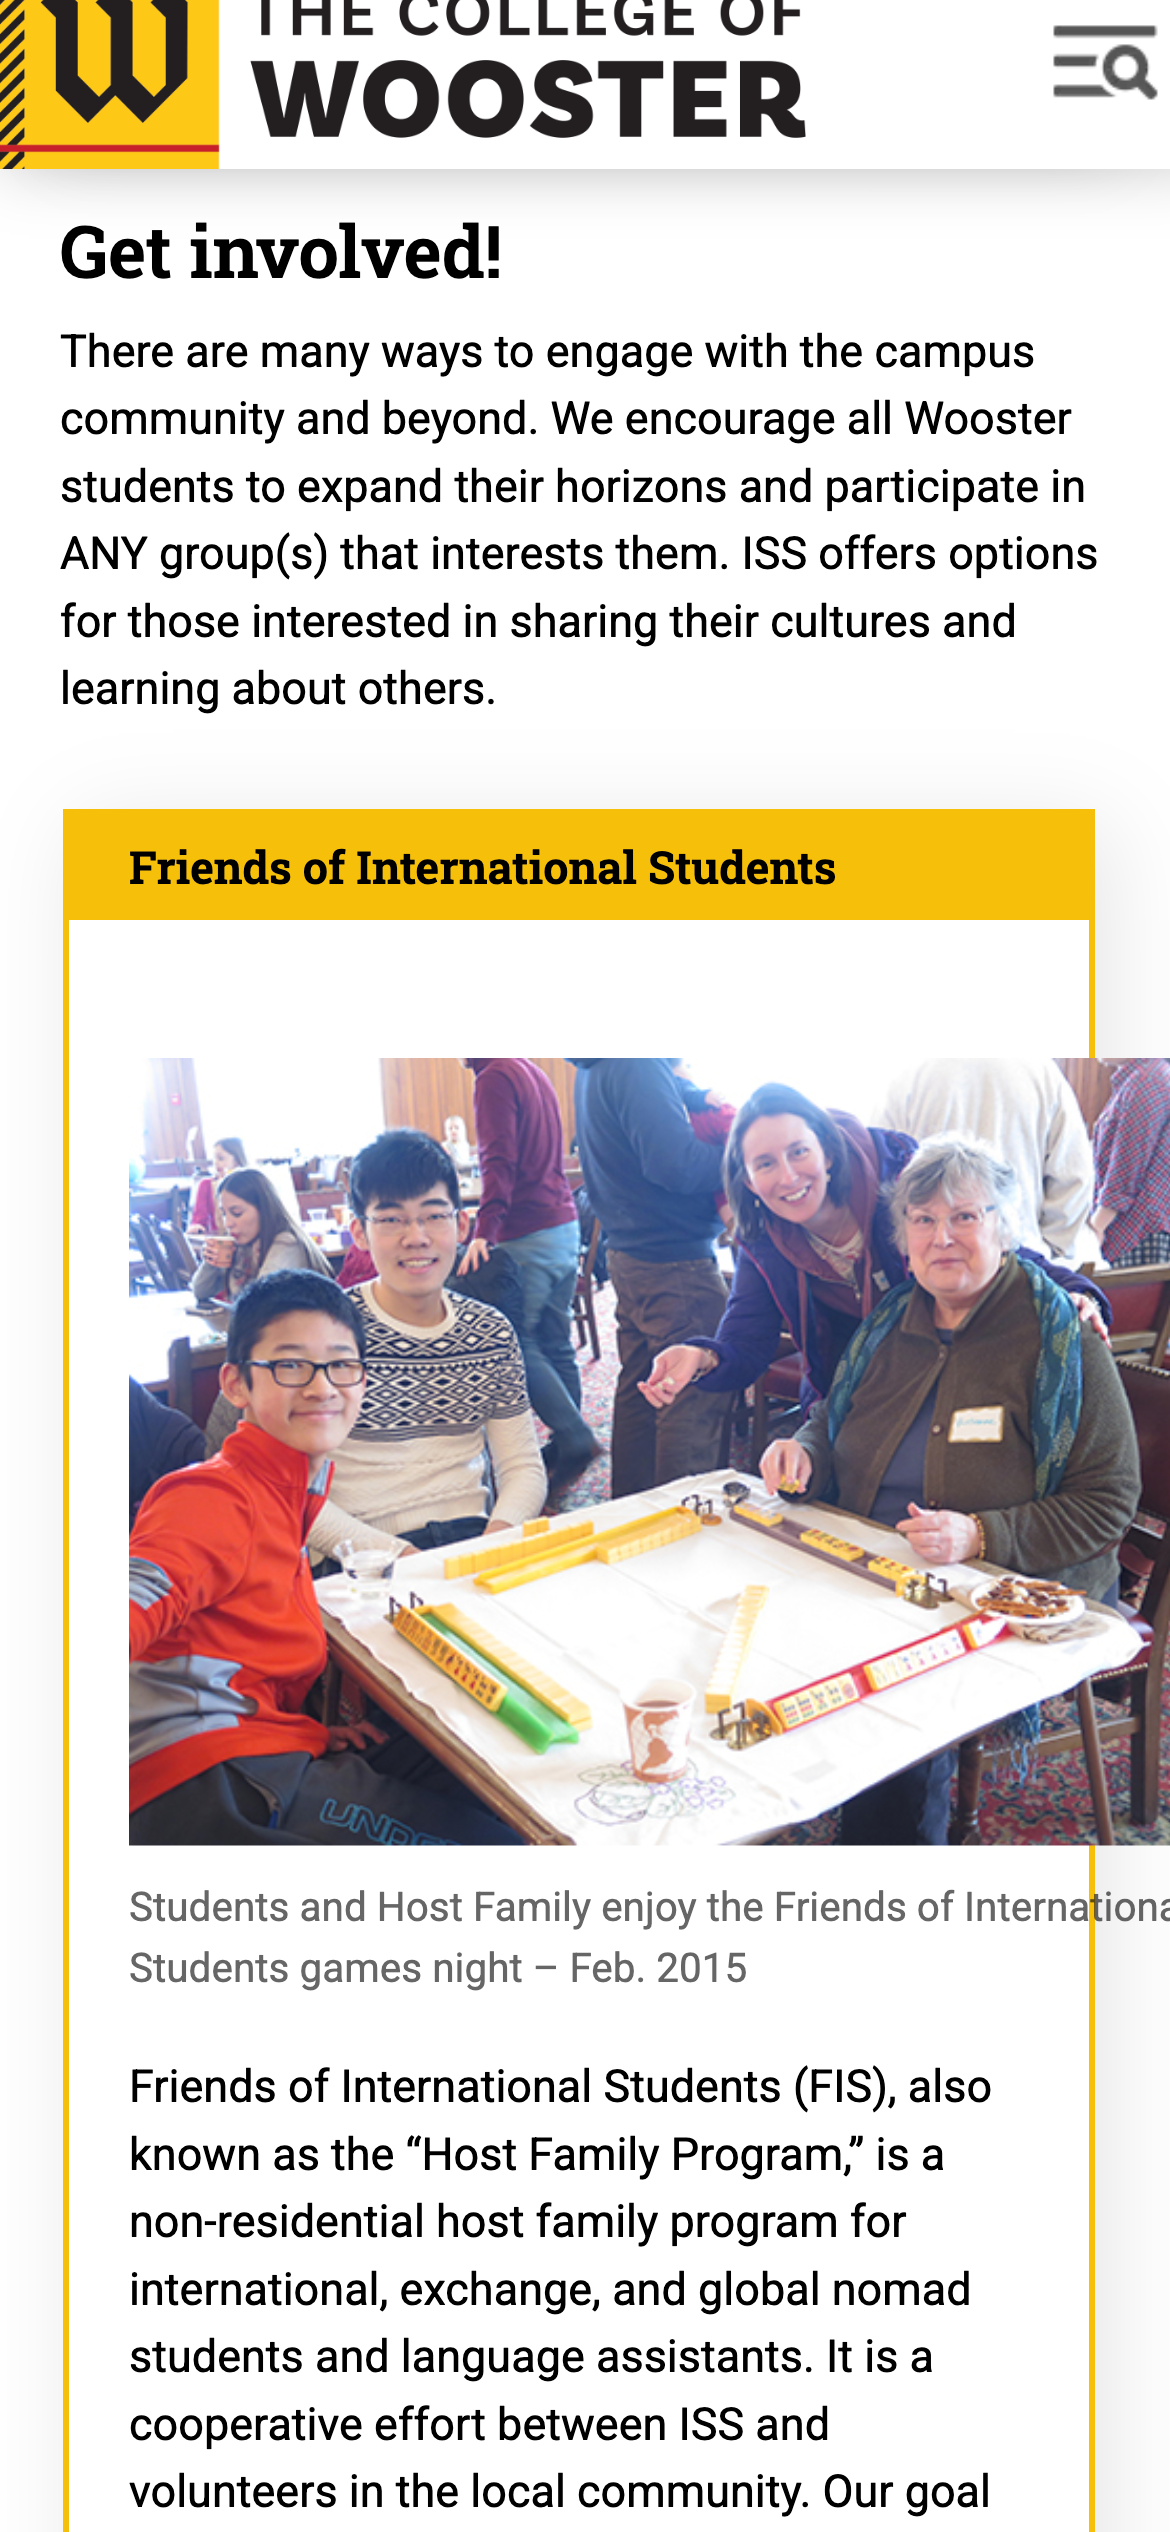 THE COLLEGE OF
W
WOOSTER
Get involved!
There are many ways to engage with the campus
community and beyond. We encourage all Wooster
students to expand their horizons and participate in
ANY group(s) that interests them. ISS offers options
for those interested in sharing their cultures and
learning about others.
Friends of International Students
UNDE
Students and Host Family enjoy the Friends of Internationa
Students games night – Feb. 2015
Friends of International Students (FIS), also
known as the “Host Family Program,” is a
non-residential host family program for
international, exchange, and global nomad
students and language assistants. It is a
cooperative effort between ISS and
volunteers in the local community. Our goal